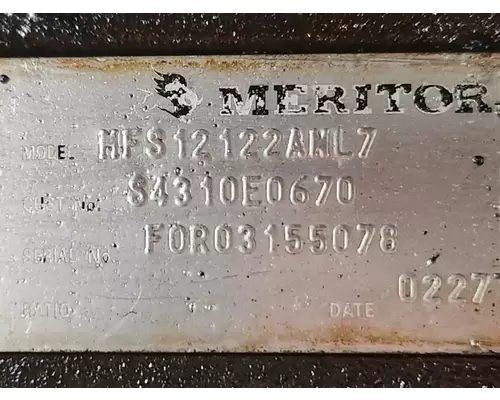 MERITOR
MODEL MFS12122ANL7
CUST. No. S4310E0670
SERIAL No. FOR03155078
RATIO DATE 0227